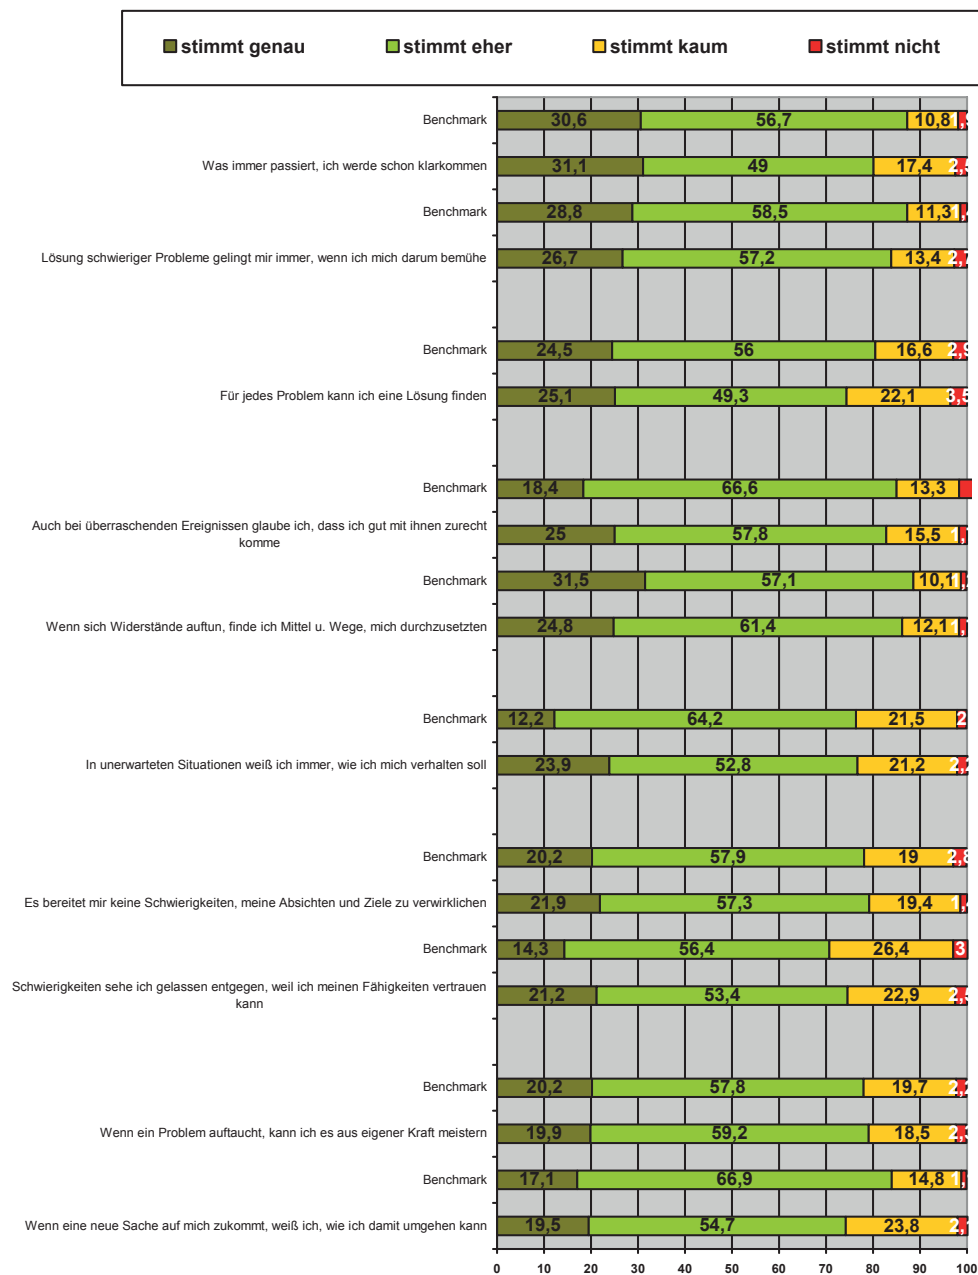 stimmt genau stimmt eher stimmt kaum stimmt nicht
Benchmark 30,6 56,7 10,8
Was immer passiert, ich werde schon klarkommen 31,1 49 17,4
Benchmark 28,8 58,5 11,3
Lösung schwieriger Probleme gelingt mir immer, wenn ich mich darum bemühe 26,7 57,2 13,4
Benchmark 24,5 56 16,6
Für jedes Problem kann ich eine Lösung finden 25,1 49,3 22,1 3,5
Benchmark 18,4 66,6 13,3
Auch bei überraschenden Ereignissen glaube ich, dass ich gut mit ihnen zurecht
komme 25 57,8 15,5
Benchmark 31,5 57,1 10,1
Wenn sich Widerstände auftun, finde ich Mittel u. Wege, mich durchzusetzten 24,8 61,4 12,1
Benchmark 12,2 64,2 21,5 2
In unerwarteten Situationen weiß ich immer, wie ich mich verhalten soll 23,9 52,8 21,2
Benchmark 20,2 57,9 19 2,8
Es bereitet mir keine Schwierigkeiten, meine Absichten und Ziele zu verwirklichen 21,9 57,3 19,4
Benchmark 14,3 56,4 26,4 3
Schwierigkeiten sehe ich gelassen entgegen, weil ich meinen Fähigkeiten vertrauen
kann 21,2 53,4 22,9
Benchmark 20,2 57,8 19,7
Wenn ein Problem auftaucht, kann ich es aus eigener Kraft meistern 19,9 59,2 18,5
Benchmark 17,1 66,9 14,8
Wenn eine neue Sache auf mich zukommt, weiß ich, wie ich damit umgehen kann 19,5 54,7 23,8
0 10 20 30 40 50 60 70 80 90 100